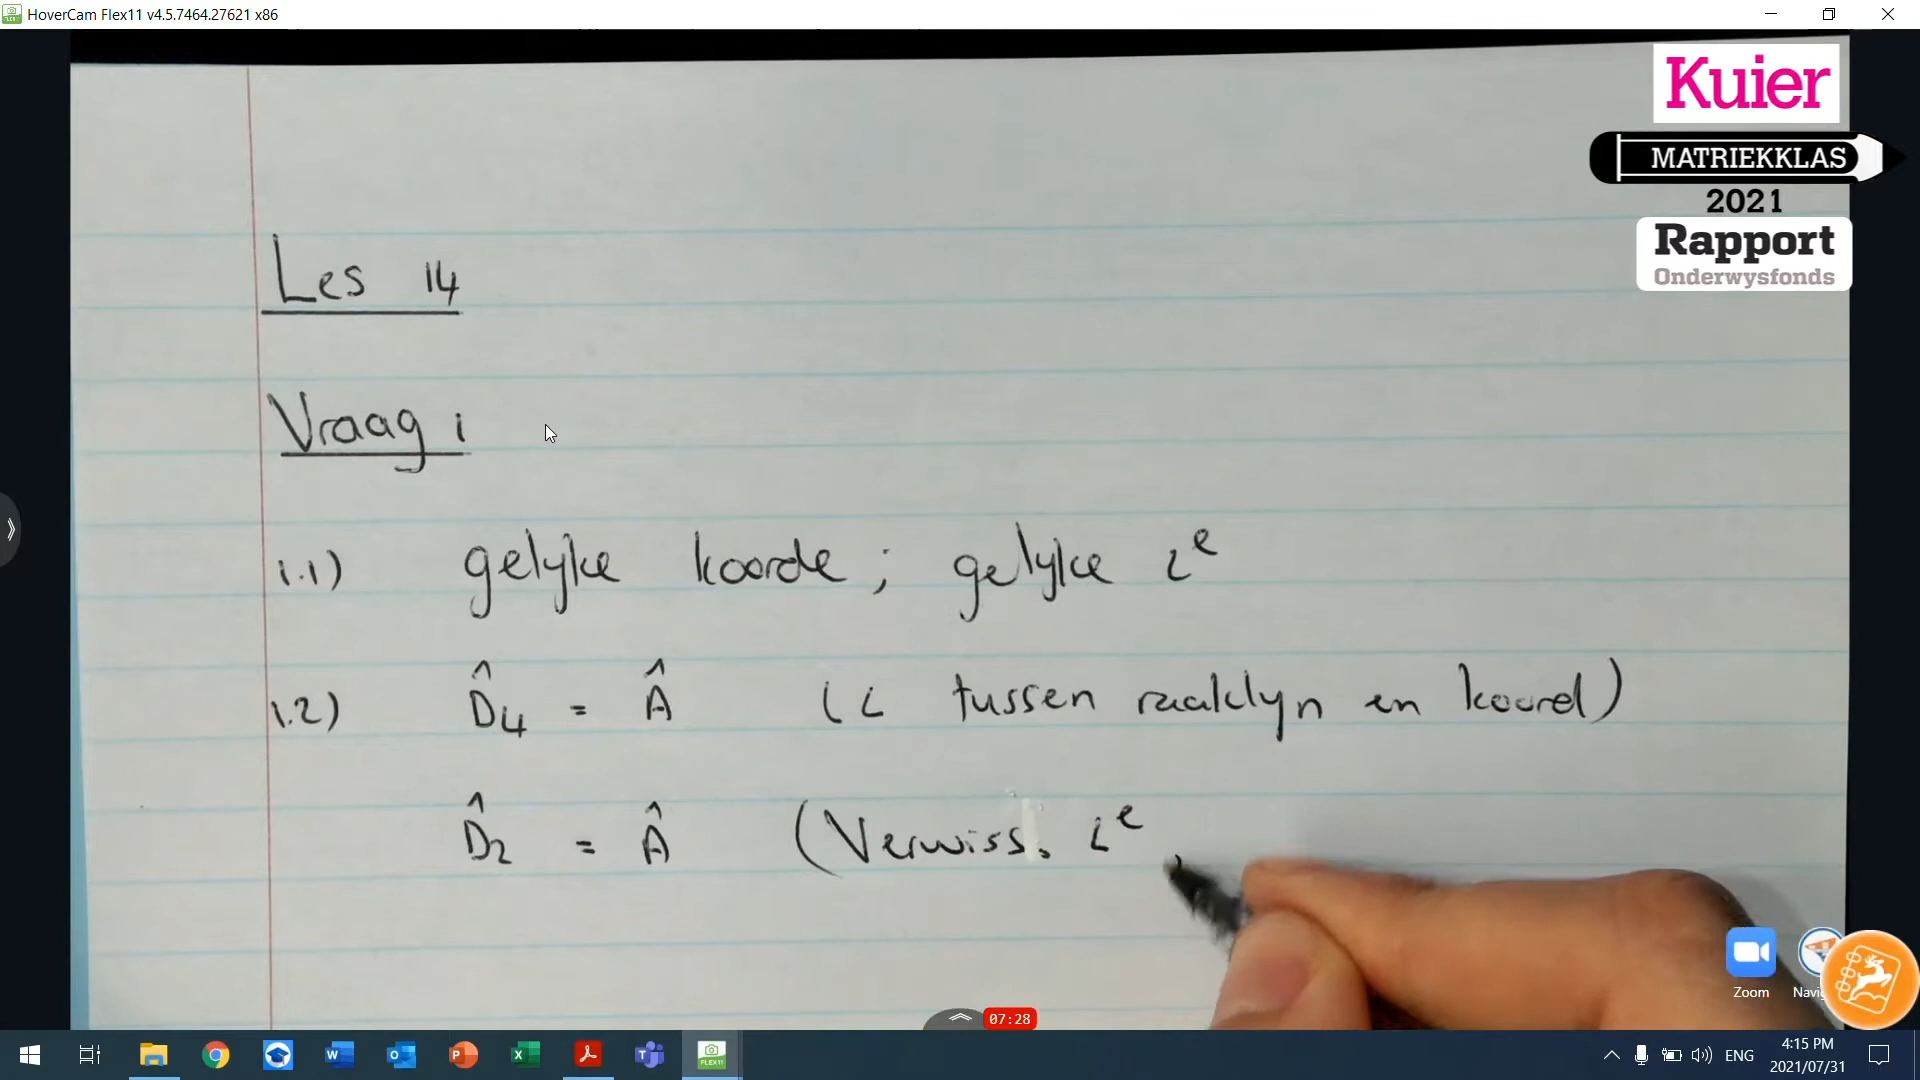 HoverCam Flex11 v4.5.7464.27621 x86
Kuier
MATRIEKKLAS
2021
Rapport
Onderwysfonds
Les 14
Vraag 1
1.1) gelyke koorde ; gelyke ∠e
1.2) D̂4 = Â (∠ tussen raaklyn en koord)
D̂2 = Â (Verwiss. ∠e
Zoom
07:28
ENG
4:15 PM
2021/07/31